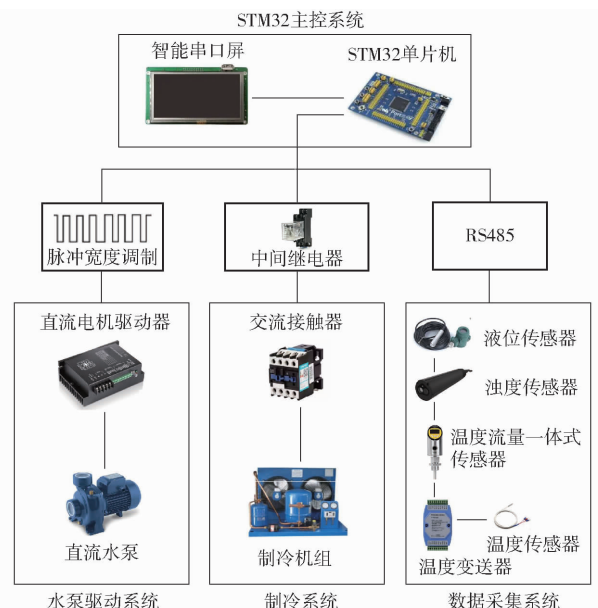 STM32主控系统
智能串口屏
STM32单片机
脉冲宽度调制
中间继电器
RS485
直流电机驱动器
直流水泵
水泵驱动系统
交流接触器
制冷机组
制冷系统
液位传感器
浊度传感器
温度流量一体式
传感器
温度传感器
温度变送器
数据采集系统